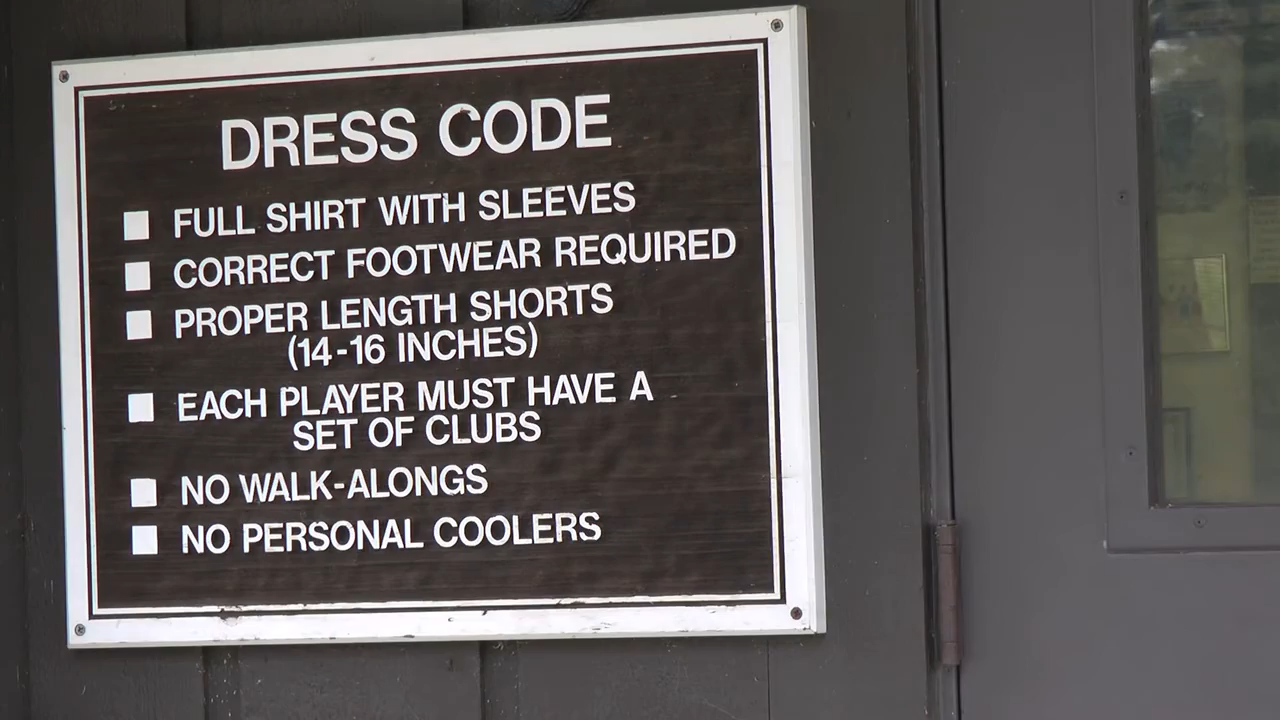 DRESS CODE
FULL SHIRT WITH SLEEVES
CORRECT FOOTWEAR REQUIRED
PROPER LENGTH SHORTS
(14-16 INCHES)
EACH PLAYER MUST HAVE A
SET OF CLUBS
NO WALK-ALONGS
NO PERSONAL COOLERS